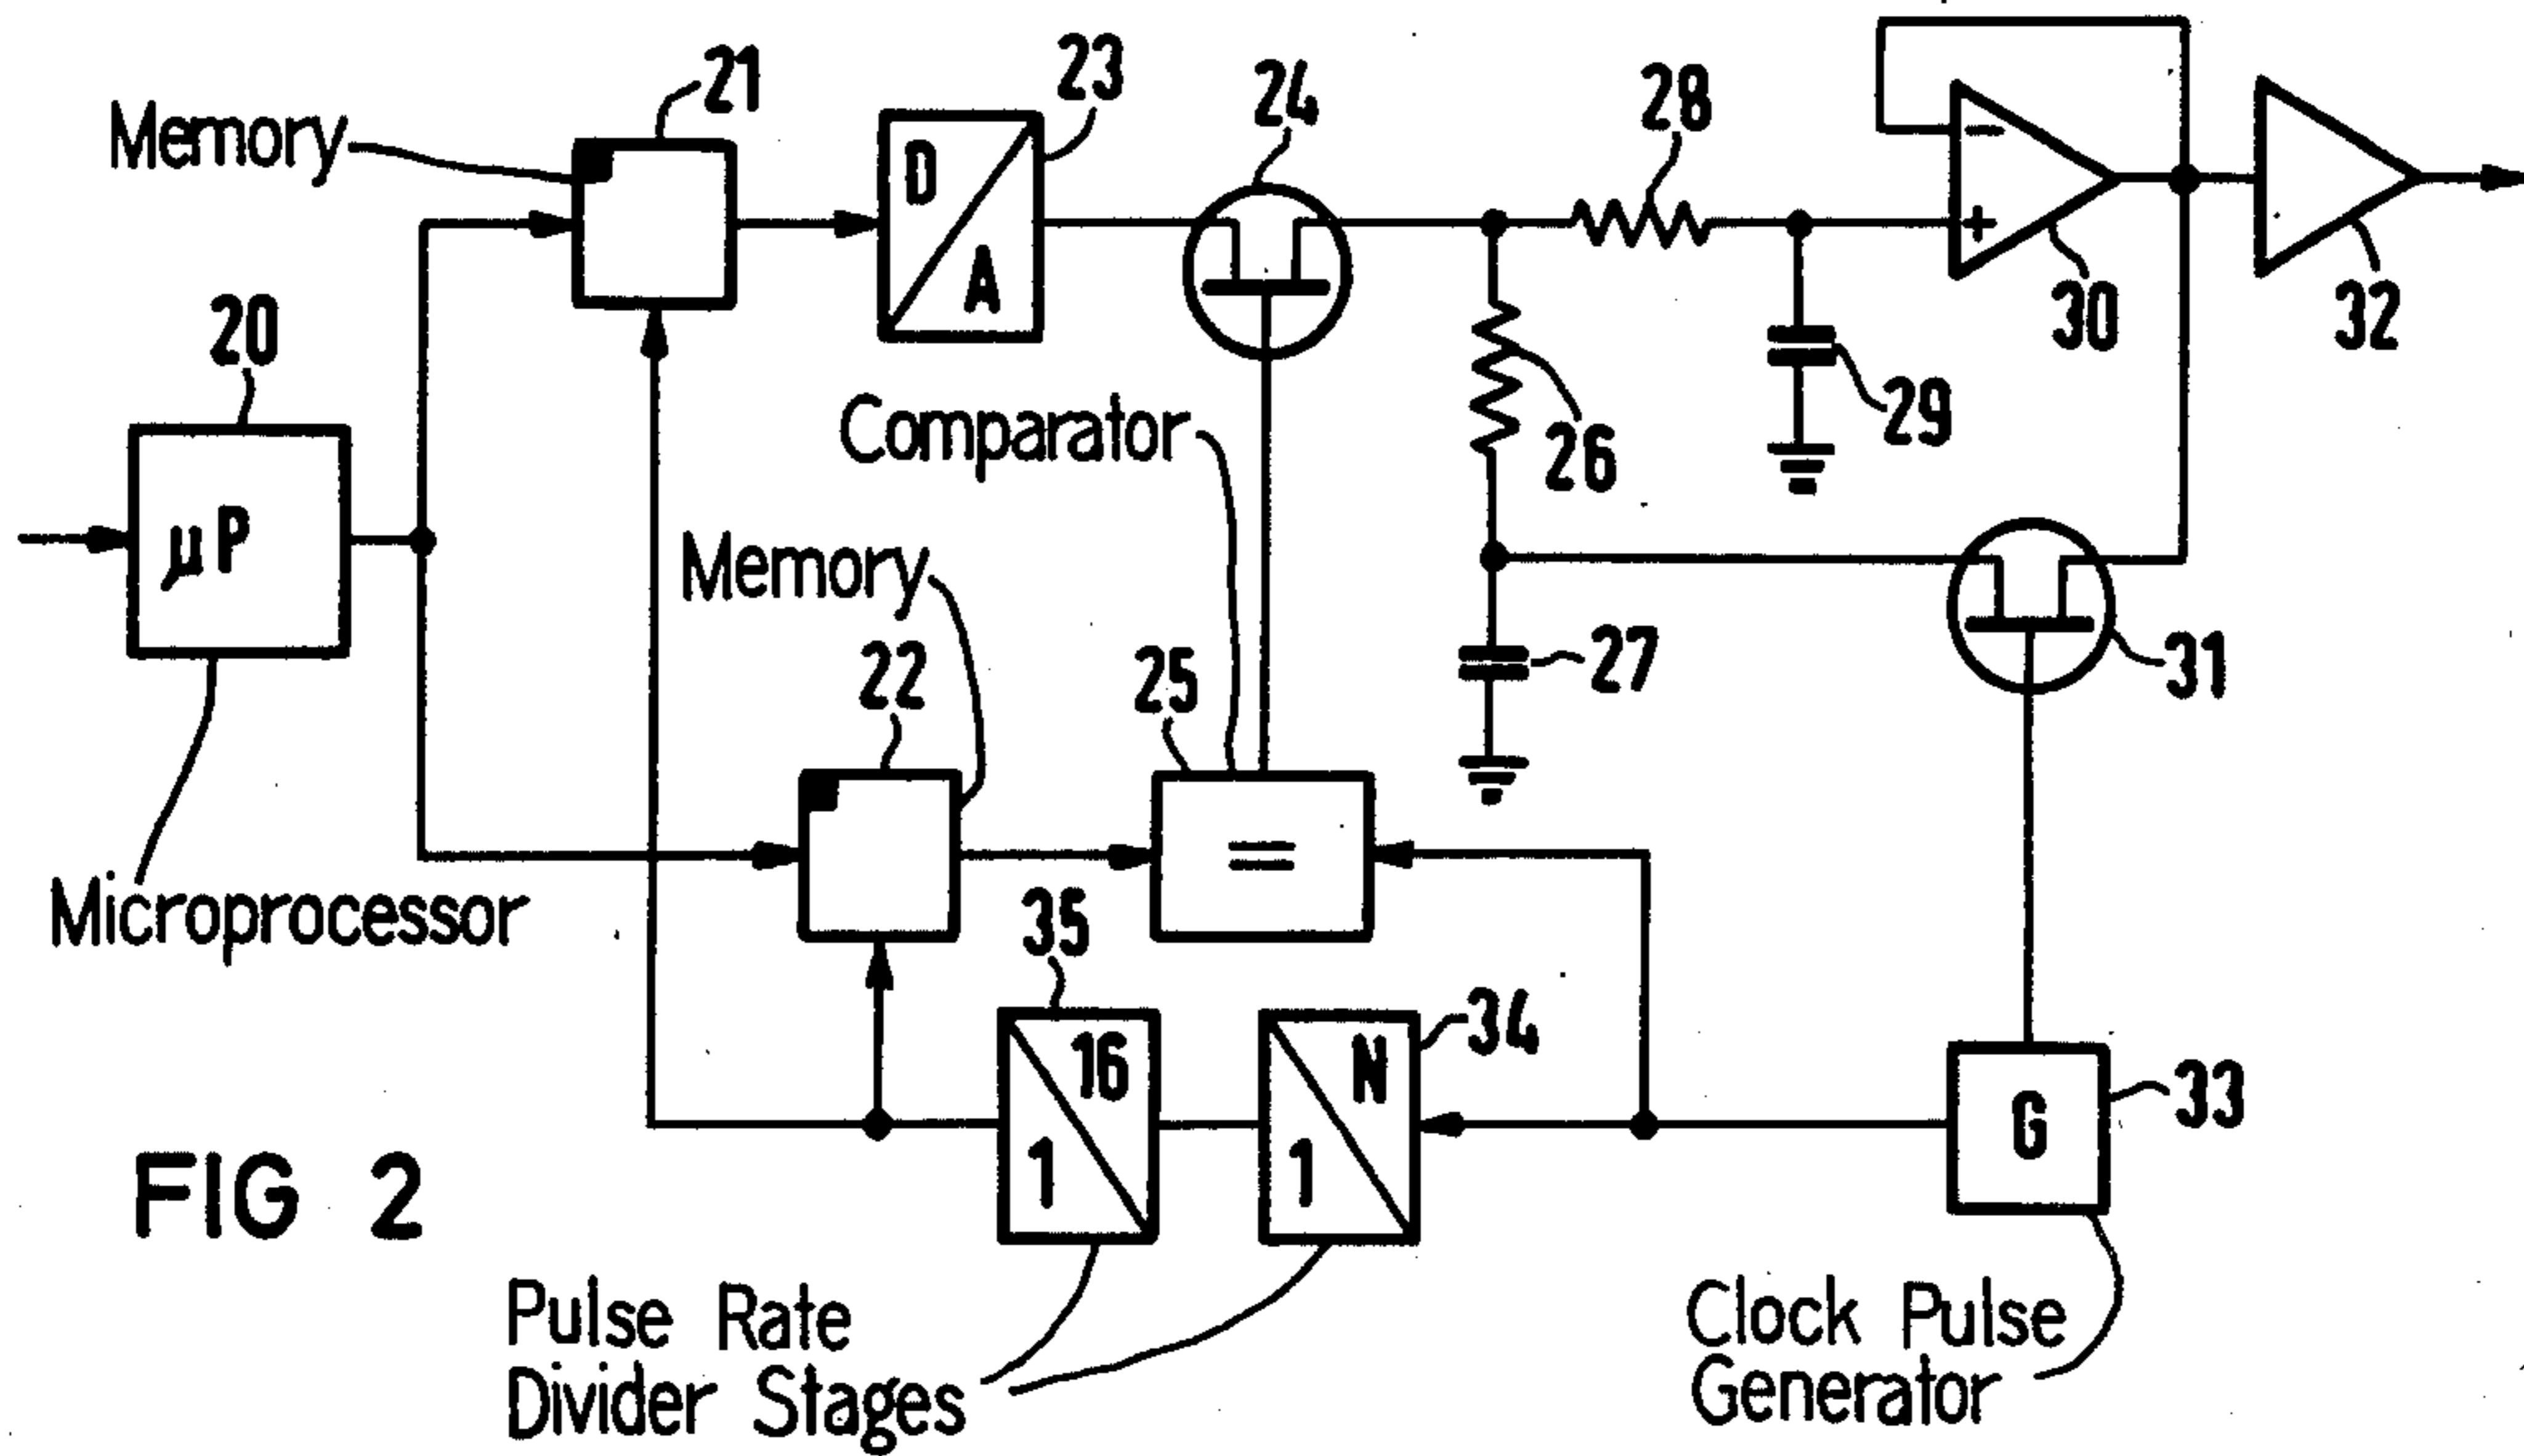 21
23
24
28
Memory
D
A
−
+
30
32
20
Comparator
29
26
μP
Memory
22
25
27
31
=
Microprocessor
35
34
16
1
N
1
G
33
FIG 2
Pulse Rate
Divider Stages
Clock Pulse
Generator